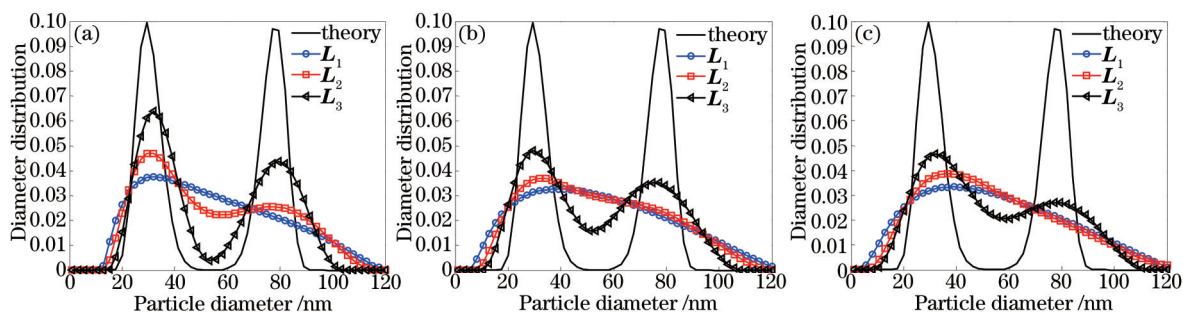 (a)
theory
L1
L2
L3
Diameter distribution
0.10
0.09
0.08
0.07
0.06
0.05
0.04
0.03
0.02
0.01
0
0 20 40 60 80 100 120
Particle diameter /nm
(b)
theory
L1
L2
L3
Diameter distribution
0.10
0.09
0.08
0.07
0.06
0.05
0.04
0.03
0.02
0.01
0
0 20 40 60 80 100 120
Particle diameter /nm
(c)
theory
L1
L2
L3
Diameter distribution
0.10
0.09
0.08
0.07
0.06
0.05
0.04
0.03
0.02
0.01
0
0 20 40 60 80 100 120
Particle diameter /nm